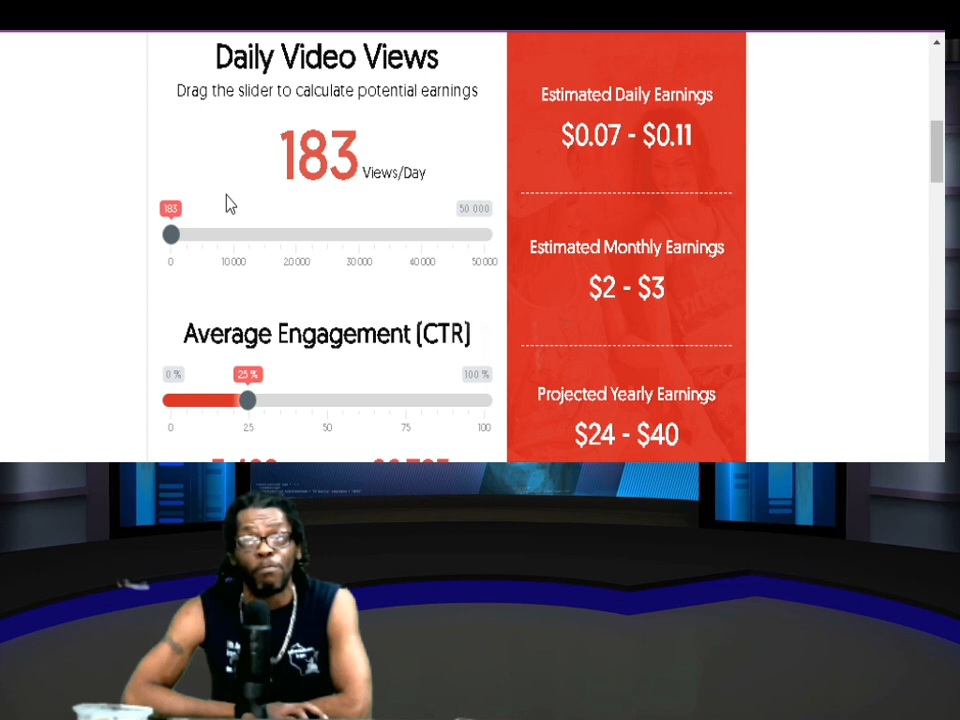 Daily Video Views
Drag the slider to calculate potential earnings
183 Views/Day
183
50 000
0 10 000 20 000 30 000 40 000 50 000
Average Engagement (CTR)
0 % 25 % 100 %
0 25 50 75 100
Estimated Daily Earnings
$0.07 - $0.11
Estimated Monthly Earnings
$2 - $3
Projected Yearly Earnings
$24 - $40